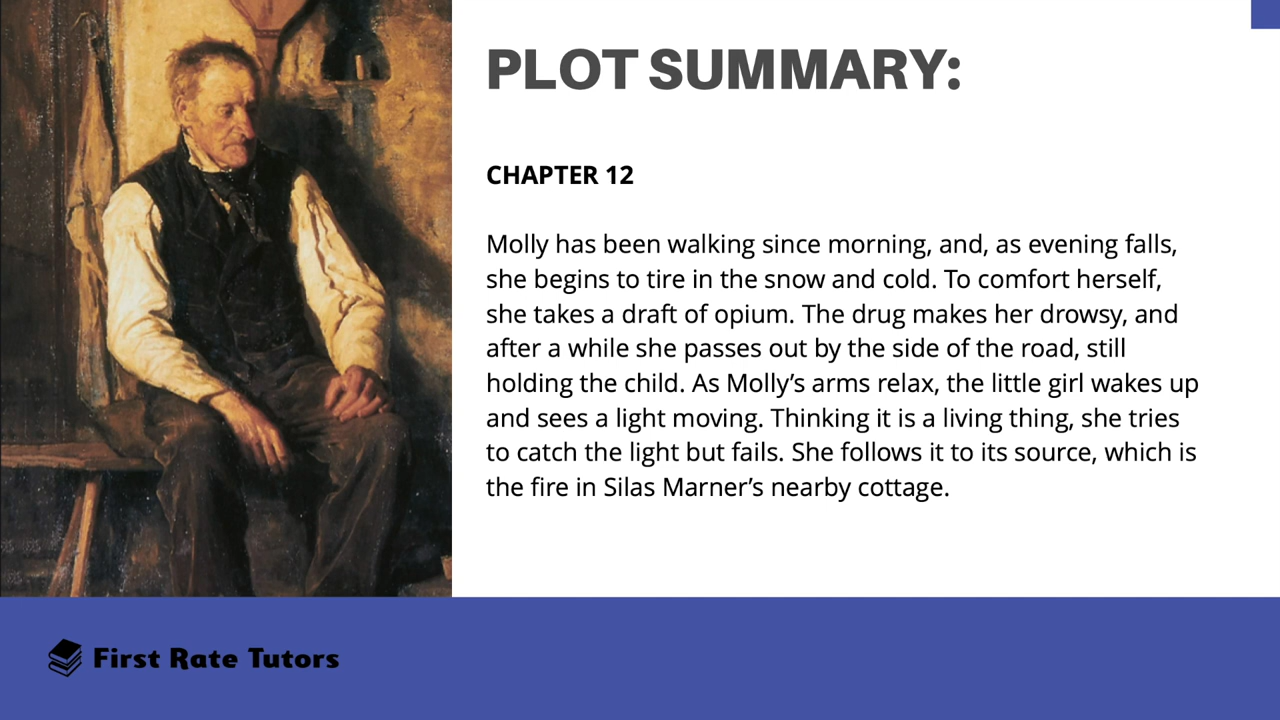 PLOT SUMMARY:
CHAPTER 12
Molly has been walking since morning, and, as evening falls,
she begins to tire in the snow and cold. To comfort herself,
she takes a draft of opium. The drug makes her drowsy, and
after a while she passes out by the side of the road, still
holding the child. As Molly’s arms relax, the little girl wakes up
and sees a light moving. Thinking it is a living thing, she tries
to catch the light but fails. She follows it to its source, which is
the fire in Silas Marner’s nearby cottage.
First Rate Tutors